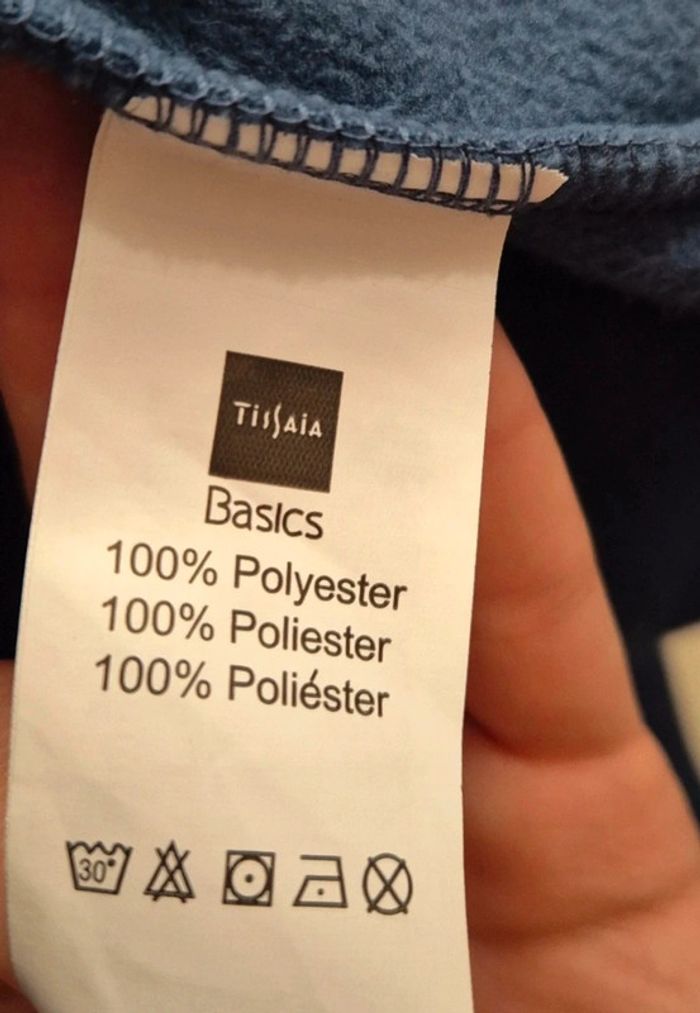 TissAia
Basics
100% Polyester
100% Poliester
100% Poliéster
30°